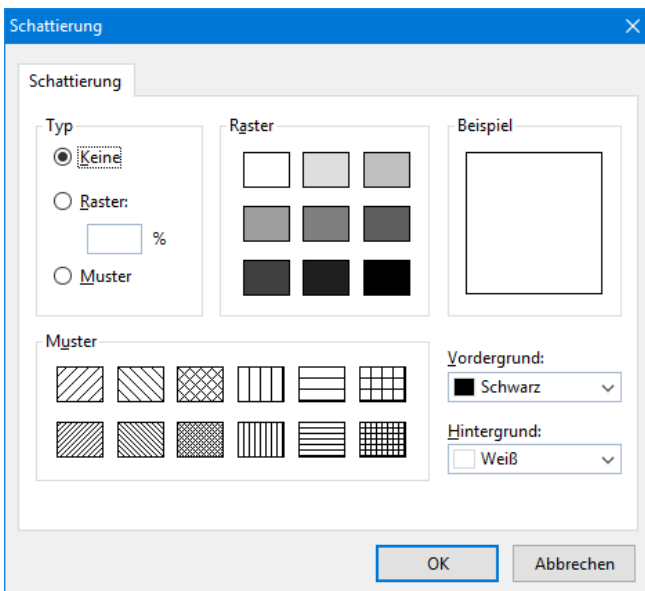 Schattierung
Schattierung
Typ
Keine
Raster:
%
Muster
Raster
Beispiel
Muster
Vordergrund:
Schwarz
Hintergrund:
Weiß
OK
Abbrechen